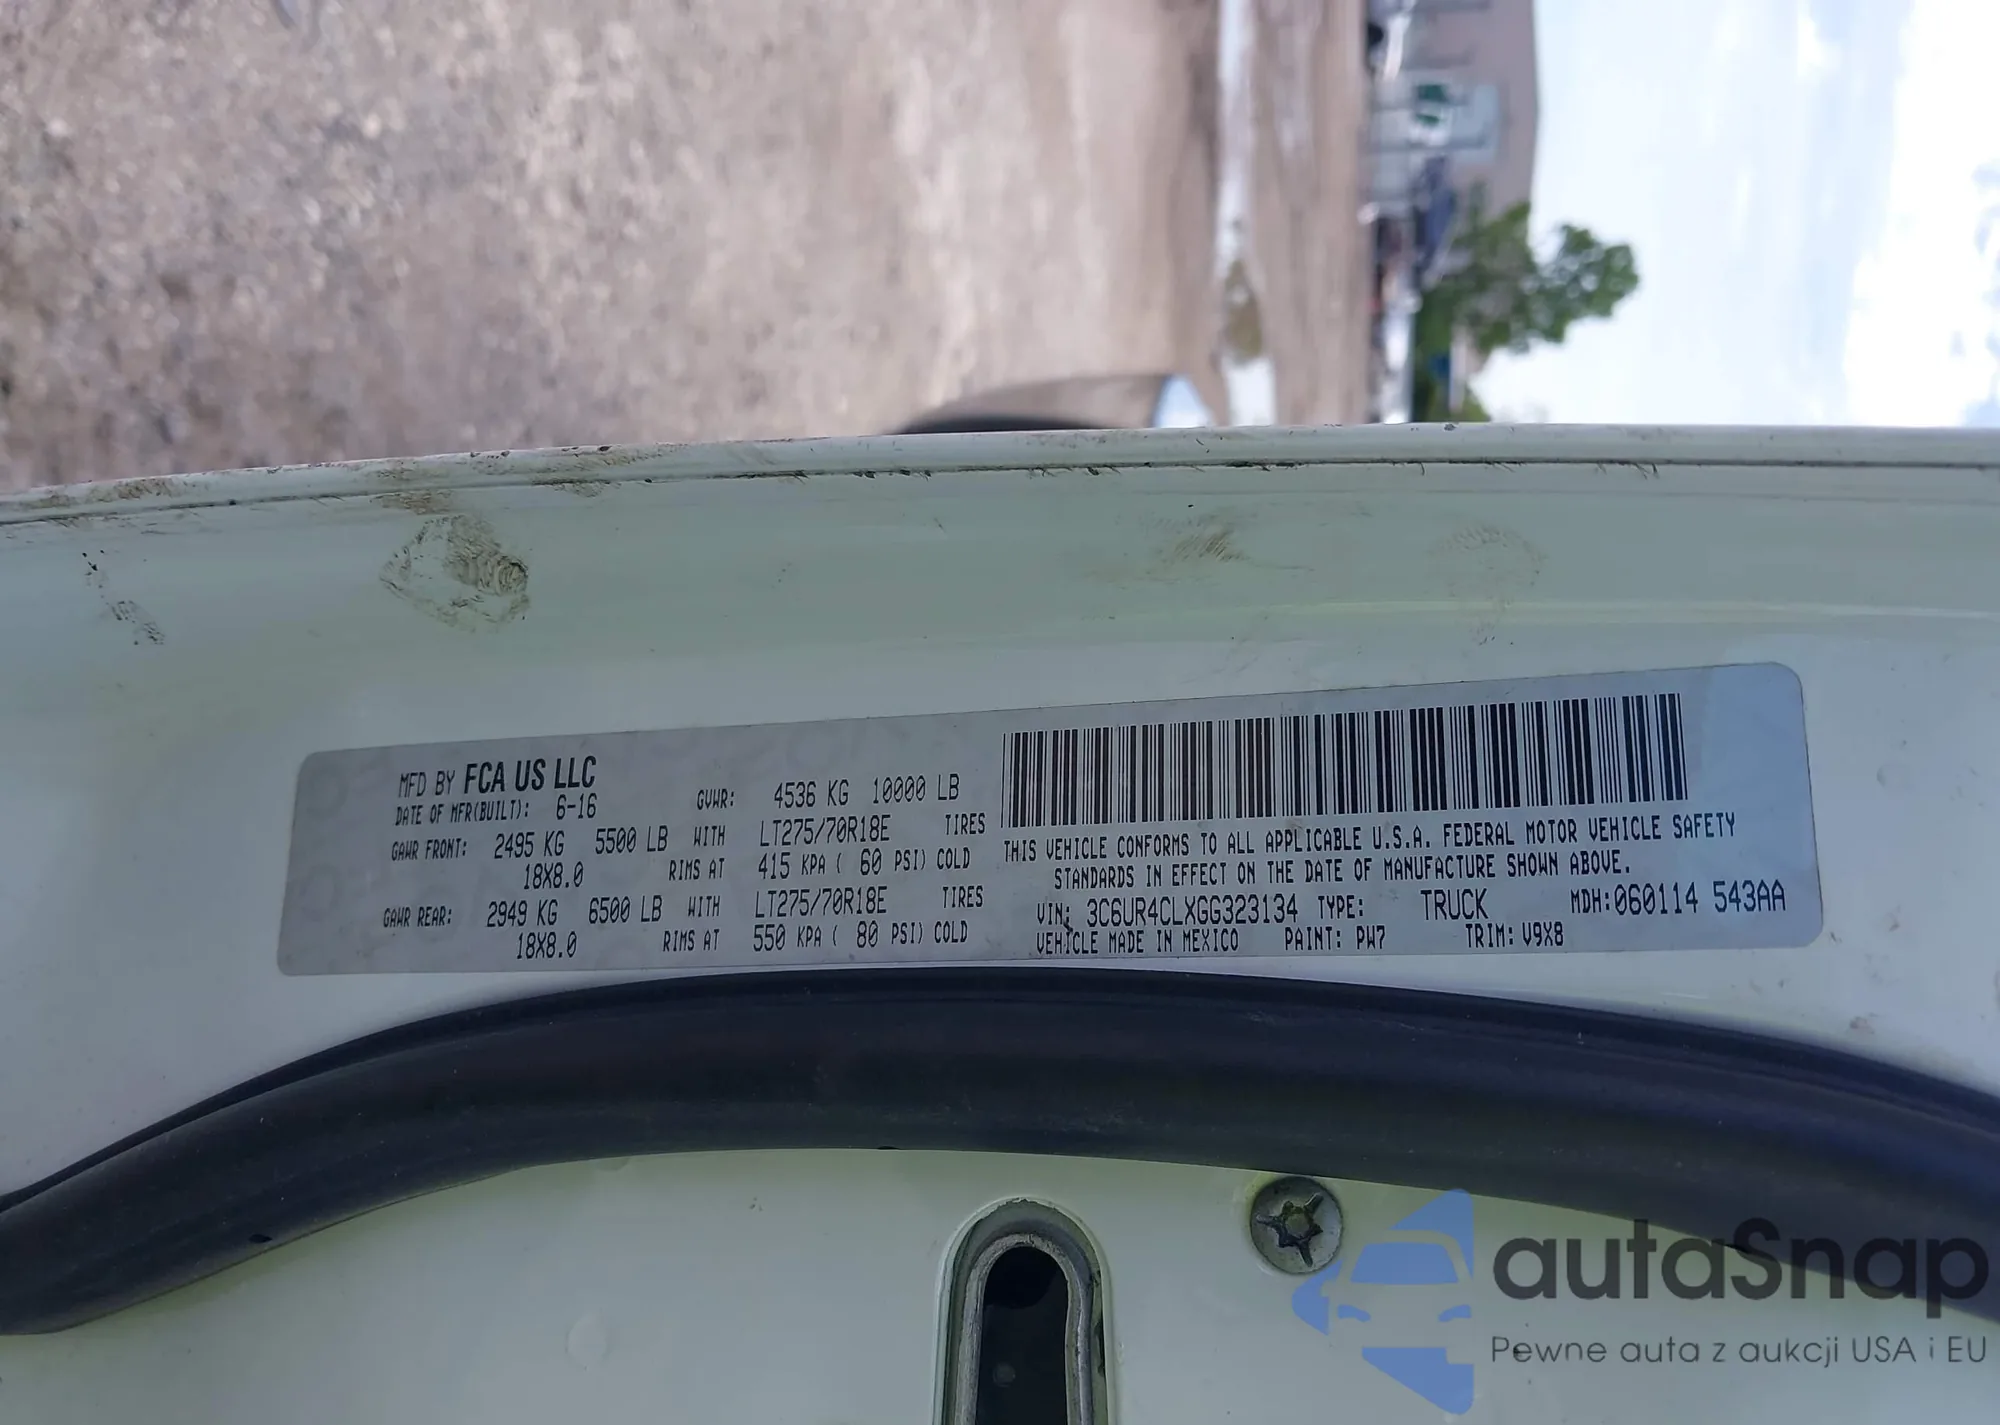 MFD BY FCA US LLC
DATE OF MFR(BUILT): 6-16 GVWR: 4536 KG 10000 LB
GAWR FRONT: 2495 KG 5500 LB WITH LT275/70R18E TIRES
18X8.0 RIMS AT 415 KPA ( 60 PSI) COLD
GAWR REAR: 2949 KG 6500 LB WITH LT275/70R18E TIRES
18X8.0 RIMS AT 550 KPA ( 80 PSI) COLD
THIS VEHICLE CONFORMS TO ALL APPLICABLE U.S.A. FEDERAL MOTOR VEHICLE SAFETY
STANDARDS IN EFFECT ON THE DATE OF MANUFACTURE SHOWN ABOVE.
VIN: 3C6UR4CLXGG323134 TYPE: TRUCK MDH:060114 543AA
VEHICLE MADE IN MEXICO PAINT: PW7 TRIM: V9X8
autaSnap
Pewne auta z aukcji USA i EU